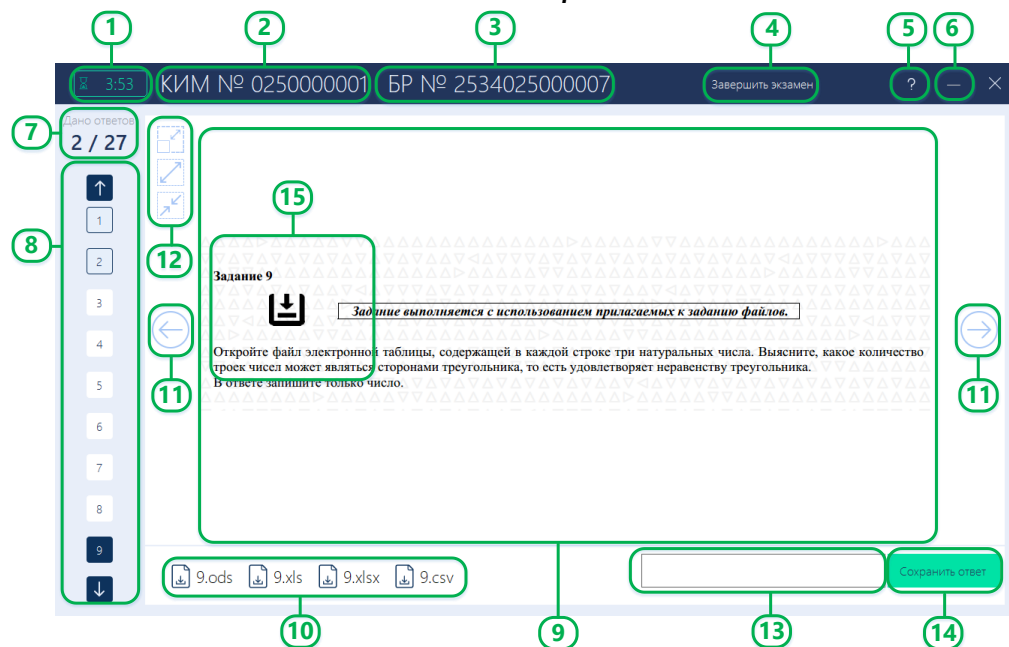 1 2 3 4 5 6
3:53 КИМ № 0250000001 БР № 2534025000007 Завершить экзамен ?
7 Дано ответов
2 / 27
8
1
2
3
4
5
6
7
8
9
12
15
Задание 9
Задание выполняется с использованием прилагаемых к заданию файлов.
Откройте файл электронной таблицы, содержащей в каждой строке три натуральных числа. Выясните, какое количество
троек чисел может являться сторонами треугольника, то есть удовлетворяет неравенству треугольника.
В ответе запишите только число.
11 11
9.ods 9.xls 9.xlsx 9.csv Сохранить ответ
10 9 13 14